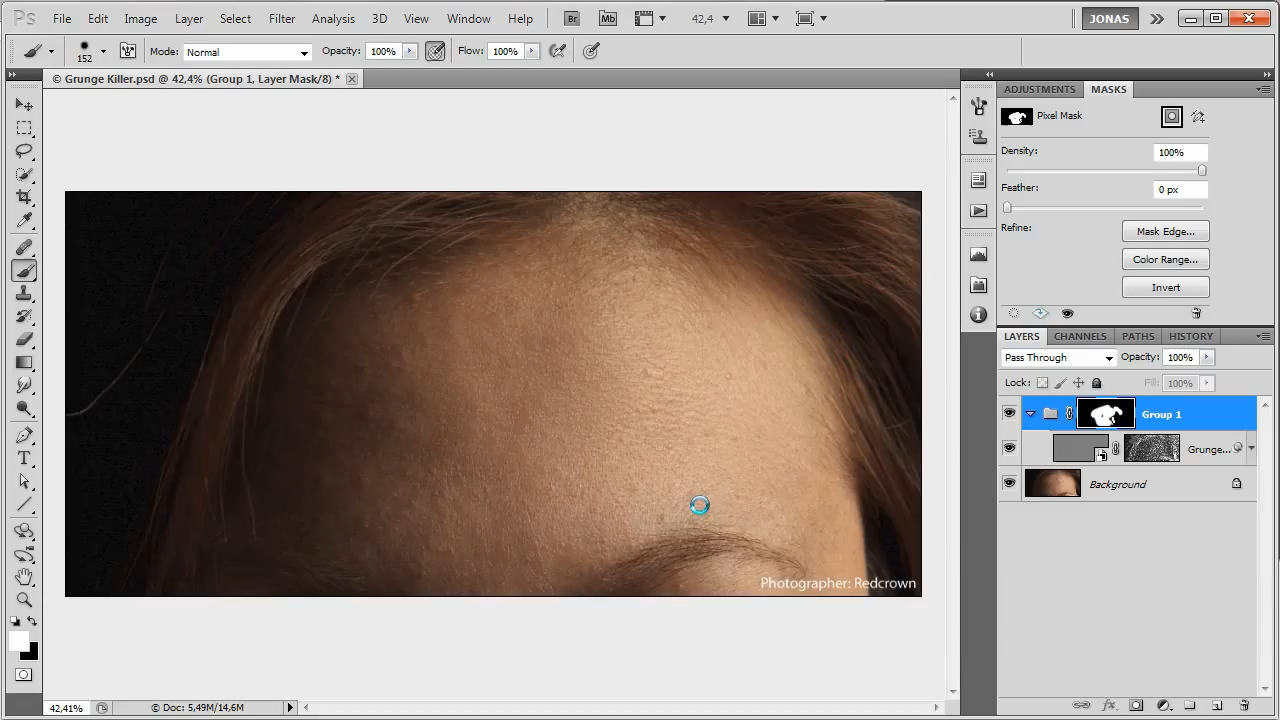 Ps File Edit Image Layer Select Filter Analysis 3D View Window Help Br Mb 42,4 JONAS
152 Mode: Normal Opacity: 100% Flow: 100%
© Grunge Killer.psd @ 42,4% (Group 1, Layer Mask/8) *
ADJUSTMENTS MASKS
Pixel Mask
Density: 100%
Feather: 0 px
Refine: Mask Edge...
Color Range...
Invert
LAYERS CHANNELS PATHS HISTORY
Pass Through Opacity: 100%
Lock: Fill: 100%
Group 1
Grunge...
Background
Photographer: Redcrown
42,41% © Doc: 5,49M/14,6M